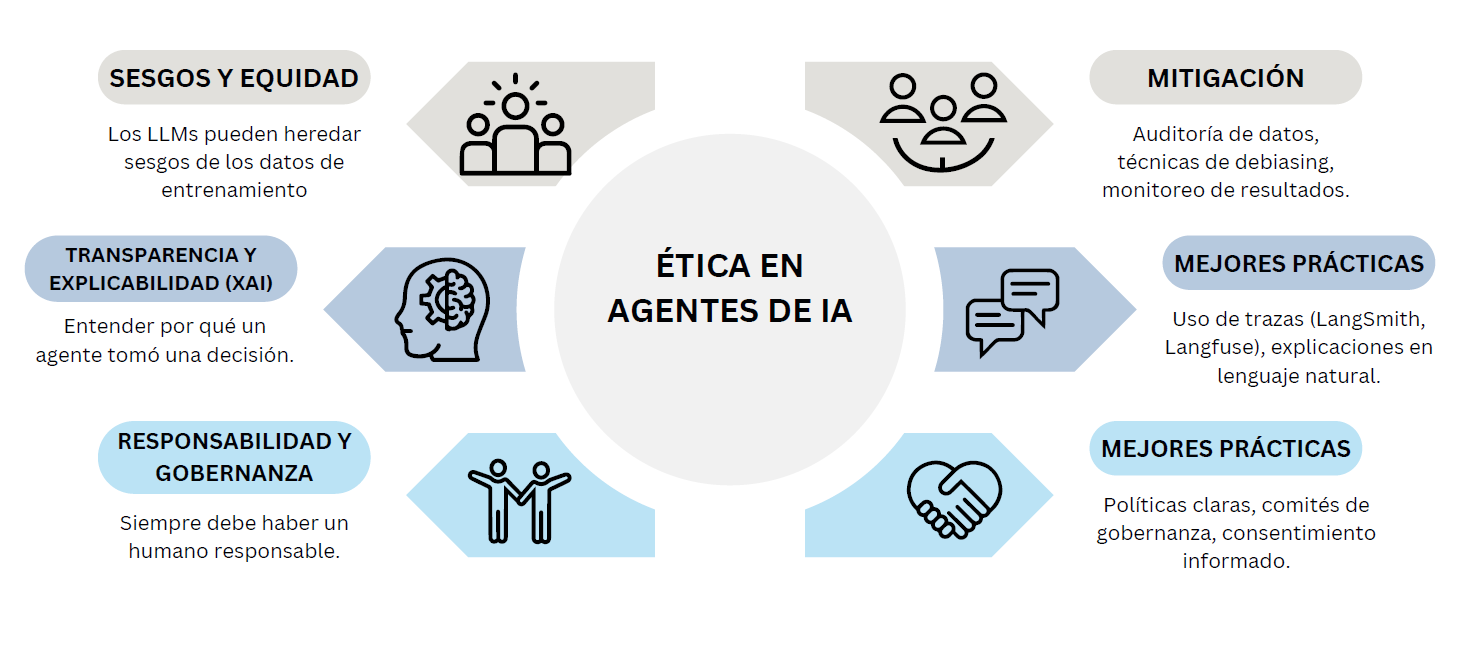 SESGOS Y EQUIDAD
Los LLMs pueden heredar
sesgos de los datos de
entrenamiento
MITIGACIÓN
Auditoría de datos,
técnicas de debiasing,
monitoreo de resultados.
ÉTICA EN
AGENTES DE IA
TRANSPARENCIA Y
EXPLICABILIDAD (XAI)
Entender por qué un
agente tomó una decisión.
MEJORES PRÁCTICAS
Uso de trazas (LangSmith,
Langfuse), explicaciones en
lenguaje natural.
RESPONSABILIDAD Y
GOBERNANZA
Siempre debe haber un
humano responsable.
MEJORES PRÁCTICAS
Políticas claras, comités de
gobernanza, consentimiento
informado.